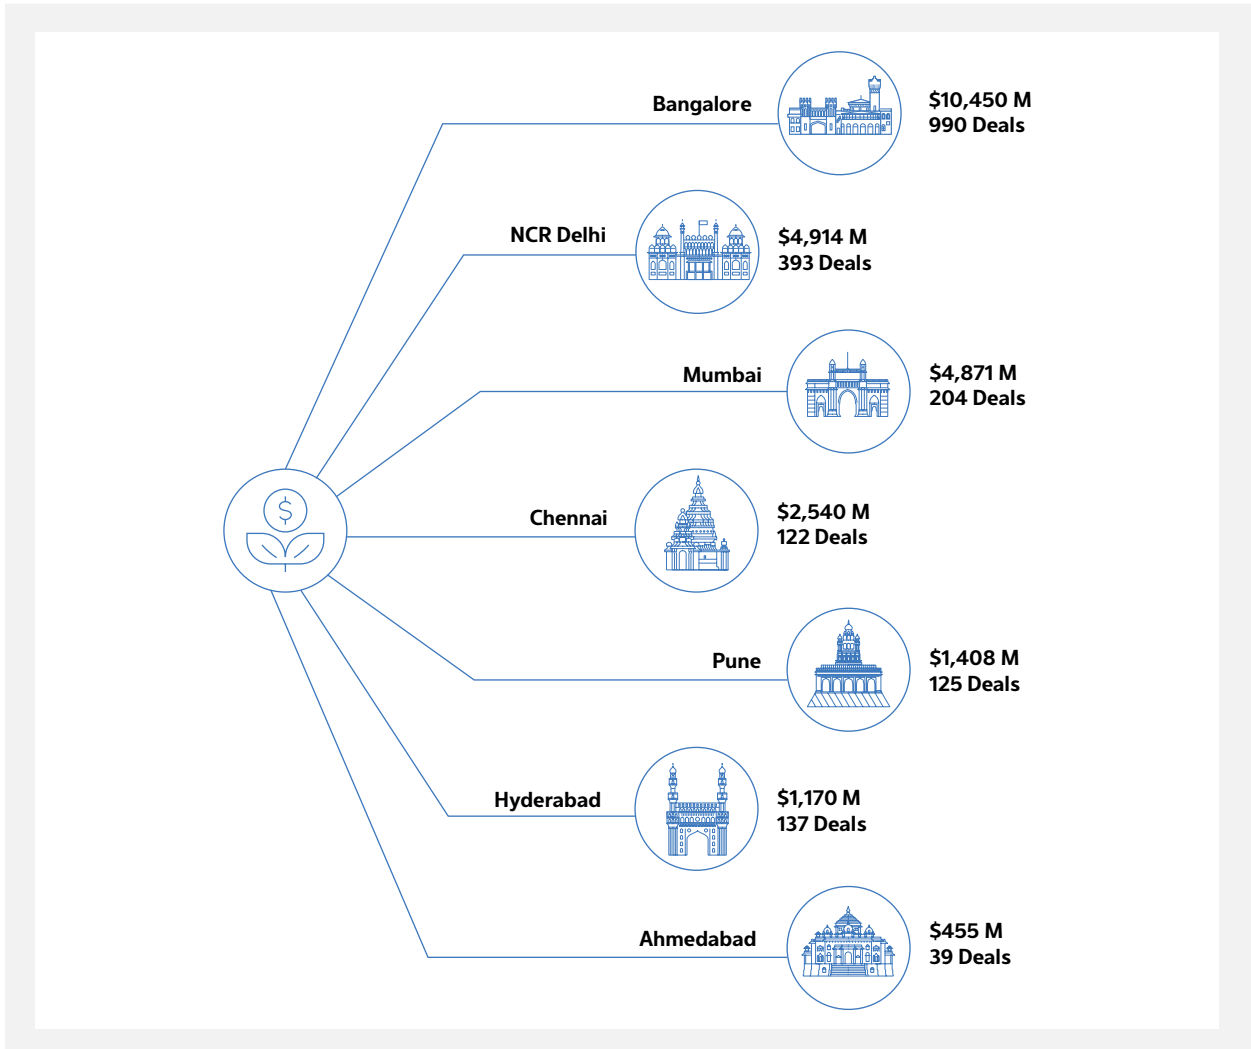 Bangalore
$10,450 M
990 Deals
NCR Delhi
$4,914 M
393 Deals
Mumbai
$4,871 M
204 Deals
$
Chennai
$2,540 M
122 Deals
Pune
$1,408 M
125 Deals
Hyderabad
$1,170 M
137 Deals
Ahmedabad
$455 M
39 Deals